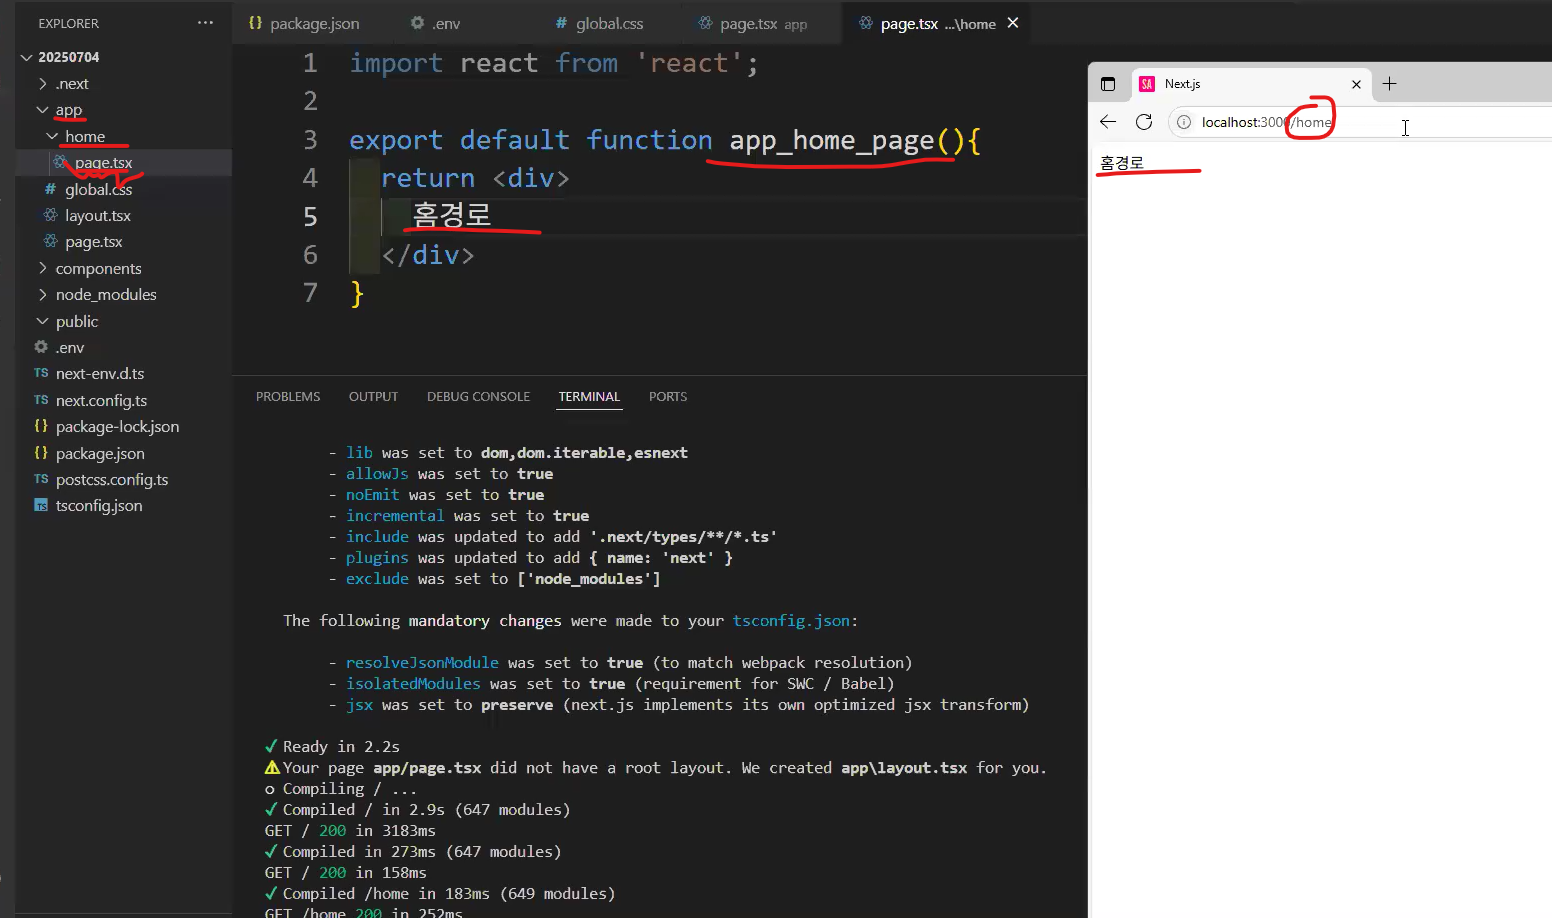 EXPLORER
···
package.json
.env
# global.css
page.tsx app
page.tsx ...\home
20250704
.next
app
home
page.tsx
# global.css
layout.tsx
page.tsx
components
node_modules
public
.env
TS next-env.d.ts
TS next.config.ts
{} package-lock.json
{} package.json
TS postcss.config.ts
TS tsconfig.json
1 import react from 'react';
2
3 export default function app_home_page(){
4 return <div>
5 홈경로
6 </div>
7 }
PROBLEMS OUTPUT DEBUG CONSOLE TERMINAL PORTS
- lib was set to dom,dom.iterable,esnext
- allowJs was set to true
- noEmit was set to true
- incremental was set to true
- include was updated to add '.next/types/**/*.ts'
- plugins was updated to add { name: 'next' }
- exclude was set to ['node_modules']
The following mandatory changes were made to your tsconfig.json:
- resolveJsonModule was set to true (to match webpack resolution)
- isolatedModules was set to true (requirement for SWC / Babel)
- jsx was set to preserve (next.js implements its own optimized jsx transform)
✓ Ready in 2.2s
⚠ Your page app/page.tsx did not have a root layout. We created app\layout.tsx for you.
○ Compiling / ...
✓ Compiled / in 2.9s (647 modules)
GET / 200 in 3183ms
✓ Compiled in 273ms (647 modules)
GET / 200 in 158ms
✓ Compiled /home in 183ms (649 modules)
GET /home 200 in 252ms
SA Next.js
localhost:3000/home
홈경로